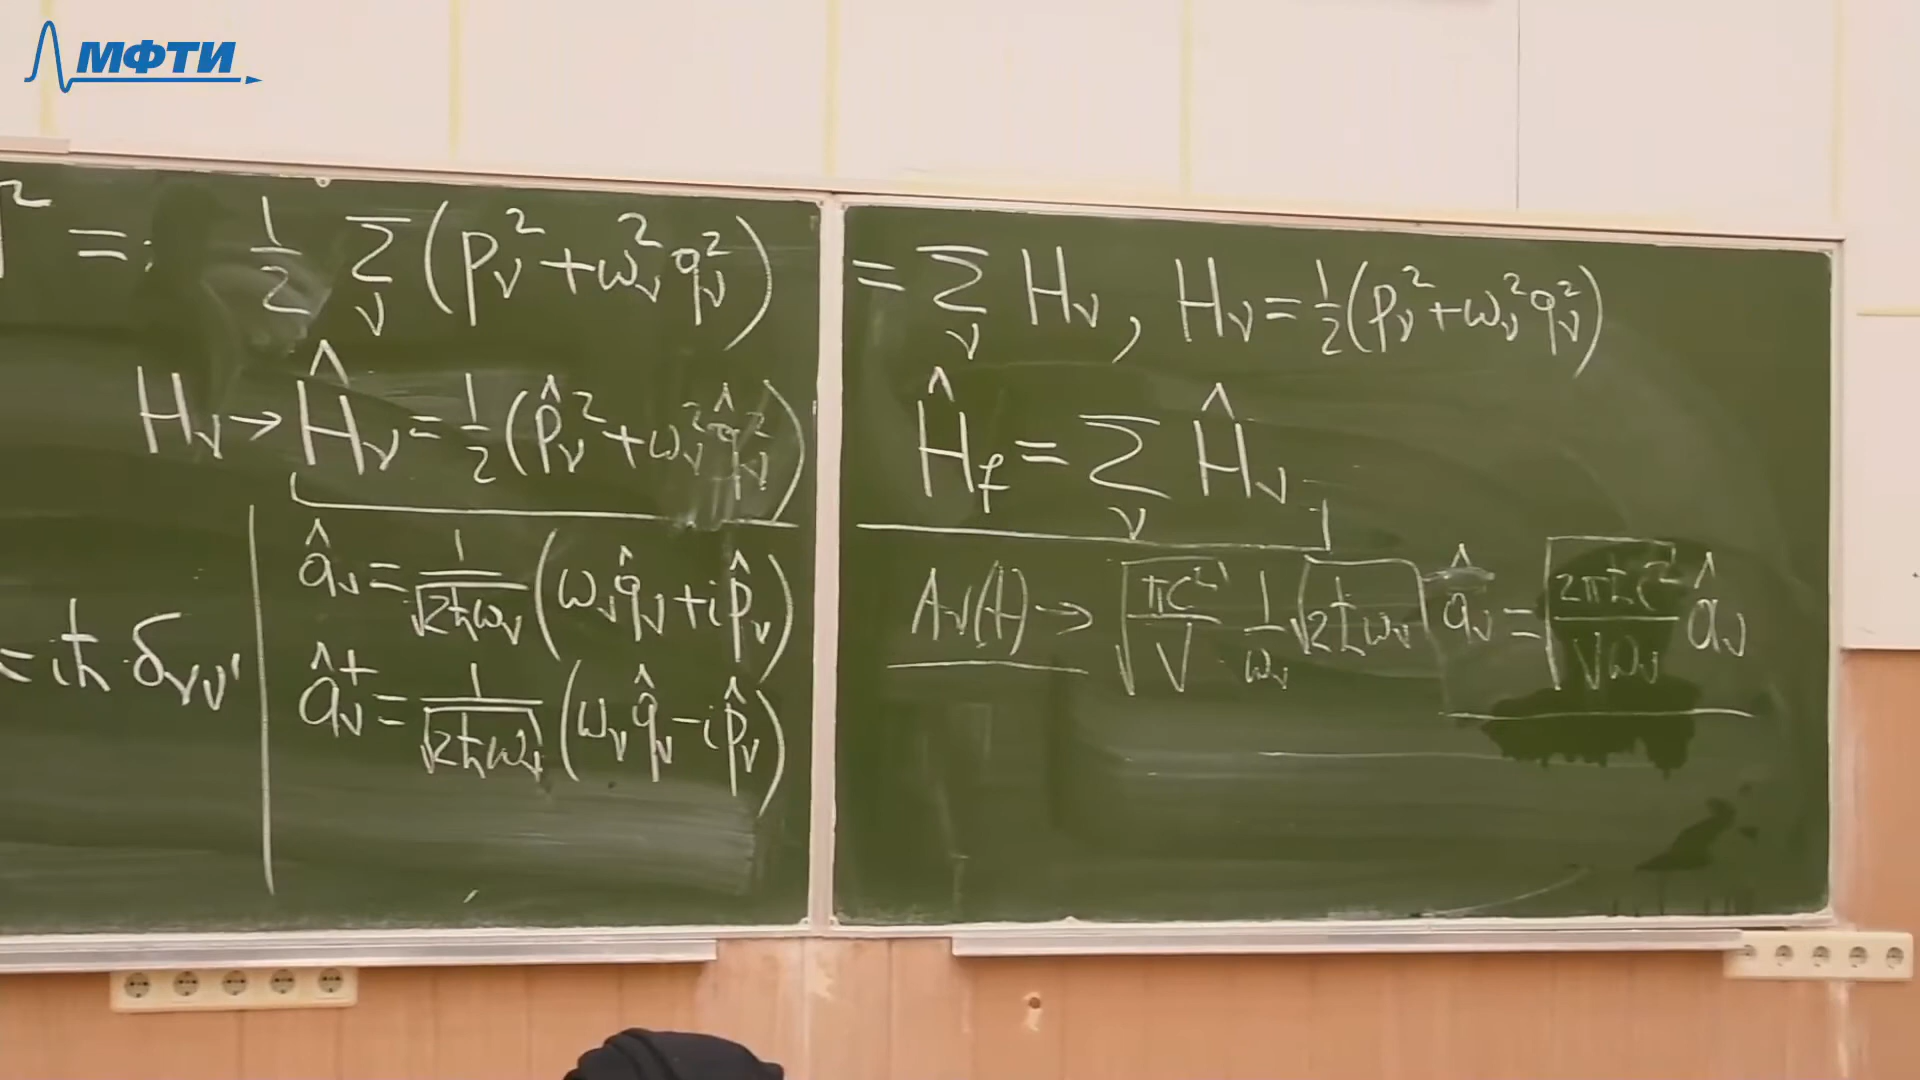 МФТИ
² = ½ Σ_ν (p_ν² + ω_ν² q_ν²) = Σ_ν H_ν , H_ν = ½ (p_ν² + ω_ν² q_ν²)
H_ν → Ĥ_ν = ½ (p̂_ν² + ω_ν² q̂_ν²)
Ĥ_f = Σ_ν Ĥ_ν
= iħ δ_νν'
â_ν = 1/√(2ħω_ν) (ω_ν q̂_ν + i p̂_ν)
â_ν⁺ = 1/√(2ħω_ν) (ω_ν q̂_ν − i p̂_ν)
A_ν(t) → √(πc²/V) 1/ω_ν √(2ħω_ν) â_ν = √(2πħc²/(Vω_ν)) â_ν